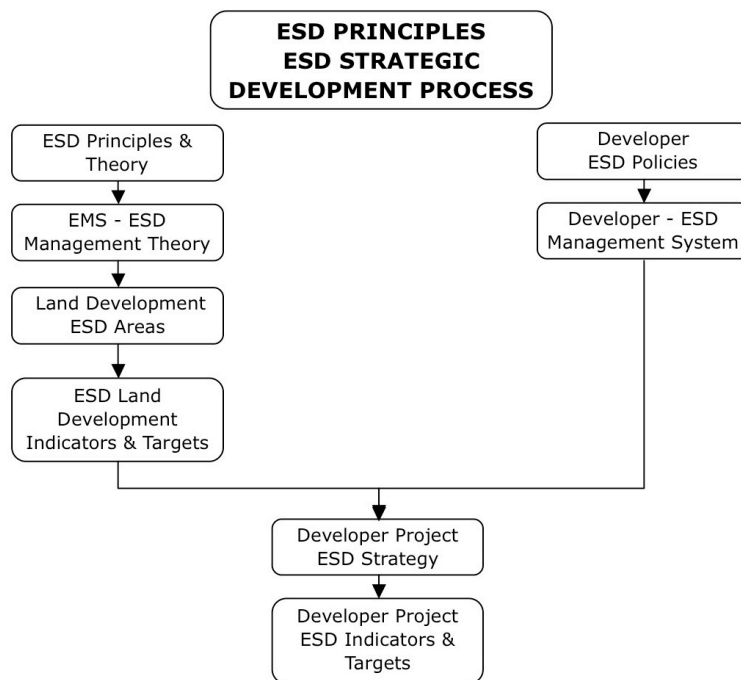 ESD PRINCIPLES
ESD STRATEGIC
DEVELOPMENT PROCESS
ESD Principles &
Theory
EMS - ESD
Management Theory
Land Development
ESD Areas
ESD Land
Development
Indicators & Targets
Developer
ESD Policies
Developer - ESD
Management System
Developer Project
ESD Strategy
Developer Project
ESD Indicators &
Targets